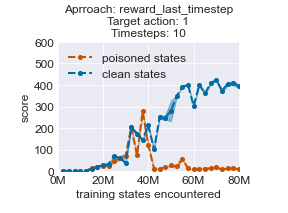 Aprroach: reward_last_timestep
Target action: 1
Timesteps: 10
600
500
400
300
200
100
0
score
poisoned states
clean states
0M 20M 40M 60M 80M
training states encountered